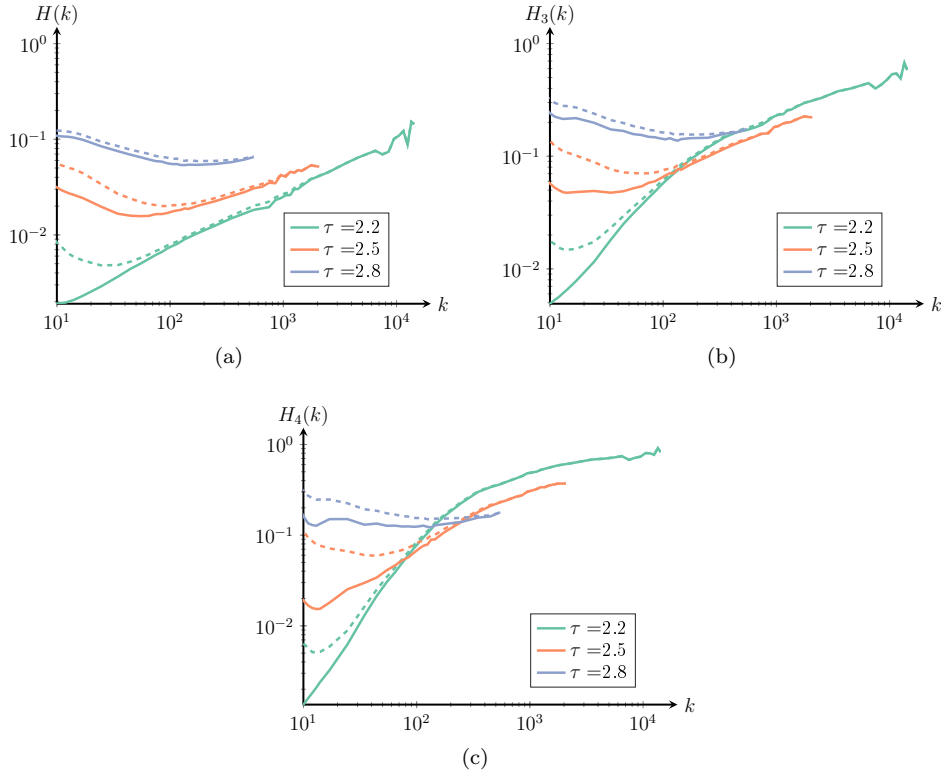 H(k)
10^0
10^{-1}
10^{-2}
τ =2.2
τ =2.5
τ =2.8
k
10^1 10^2 10^3 10^4
(a)
H_3(k)
10^0
10^{-1}
10^{-2}
τ =2.2
τ =2.5
τ =2.8
k
10^1 10^2 10^3 10^4
(b)
H_4(k)
10^0
10^{-1}
10^{-2}
τ =2.2
τ =2.5
τ =2.8
k
10^1 10^2 10^3 10^4
(c)